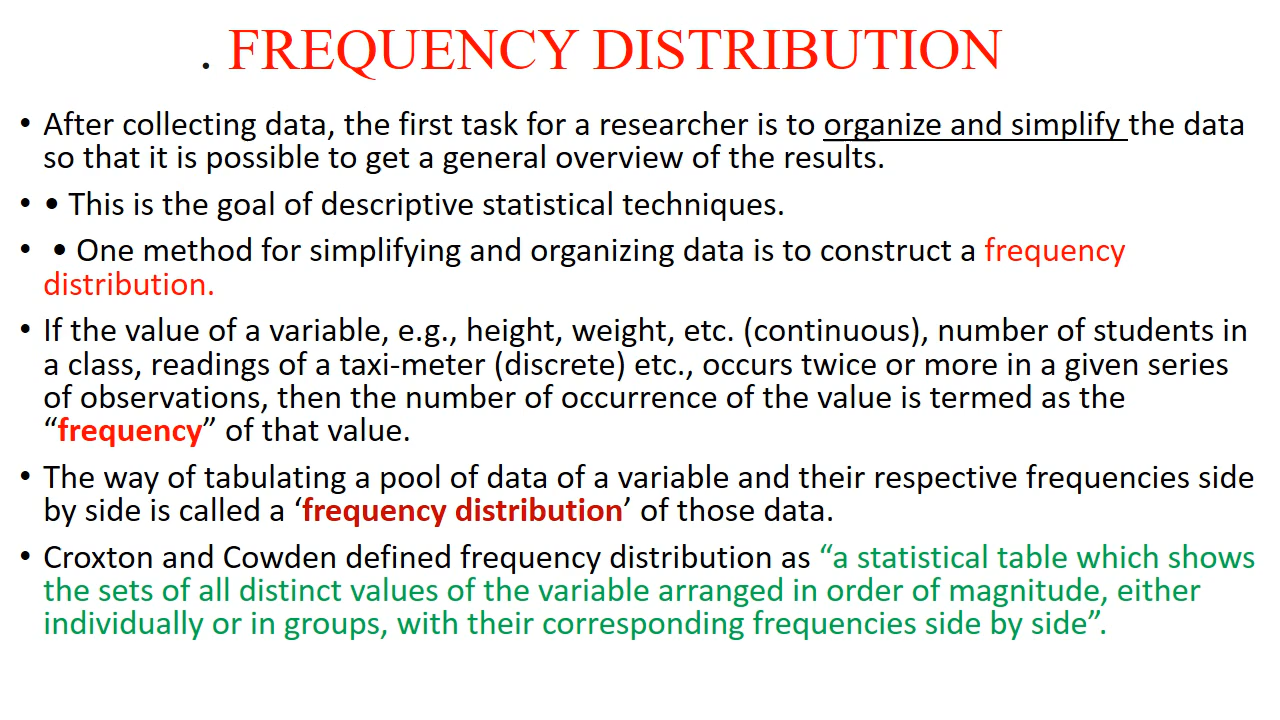 . FREQUENCY DISTRIBUTION
• After collecting data, the first task for a researcher is to organize and simplify the data
so that it is possible to get a general overview of the results.
• • This is the goal of descriptive statistical techniques.
• • One method for simplifying and organizing data is to construct a frequency
distribution.
• If the value of a variable, e.g., height, weight, etc. (continuous), number of students in
a class, readings of a taxi-meter (discrete) etc., occurs twice or more in a given series
of observations, then the number of occurrence of the value is termed as the
“frequency” of that value.
• The way of tabulating a pool of data of a variable and their respective frequencies side
by side is called a ‘frequency distribution’ of those data.
• Croxton and Cowden defined frequency distribution as “a statistical table which shows
the sets of all distinct values of the variable arranged in order of magnitude, either
individually or in groups, with their corresponding frequencies side by side”.